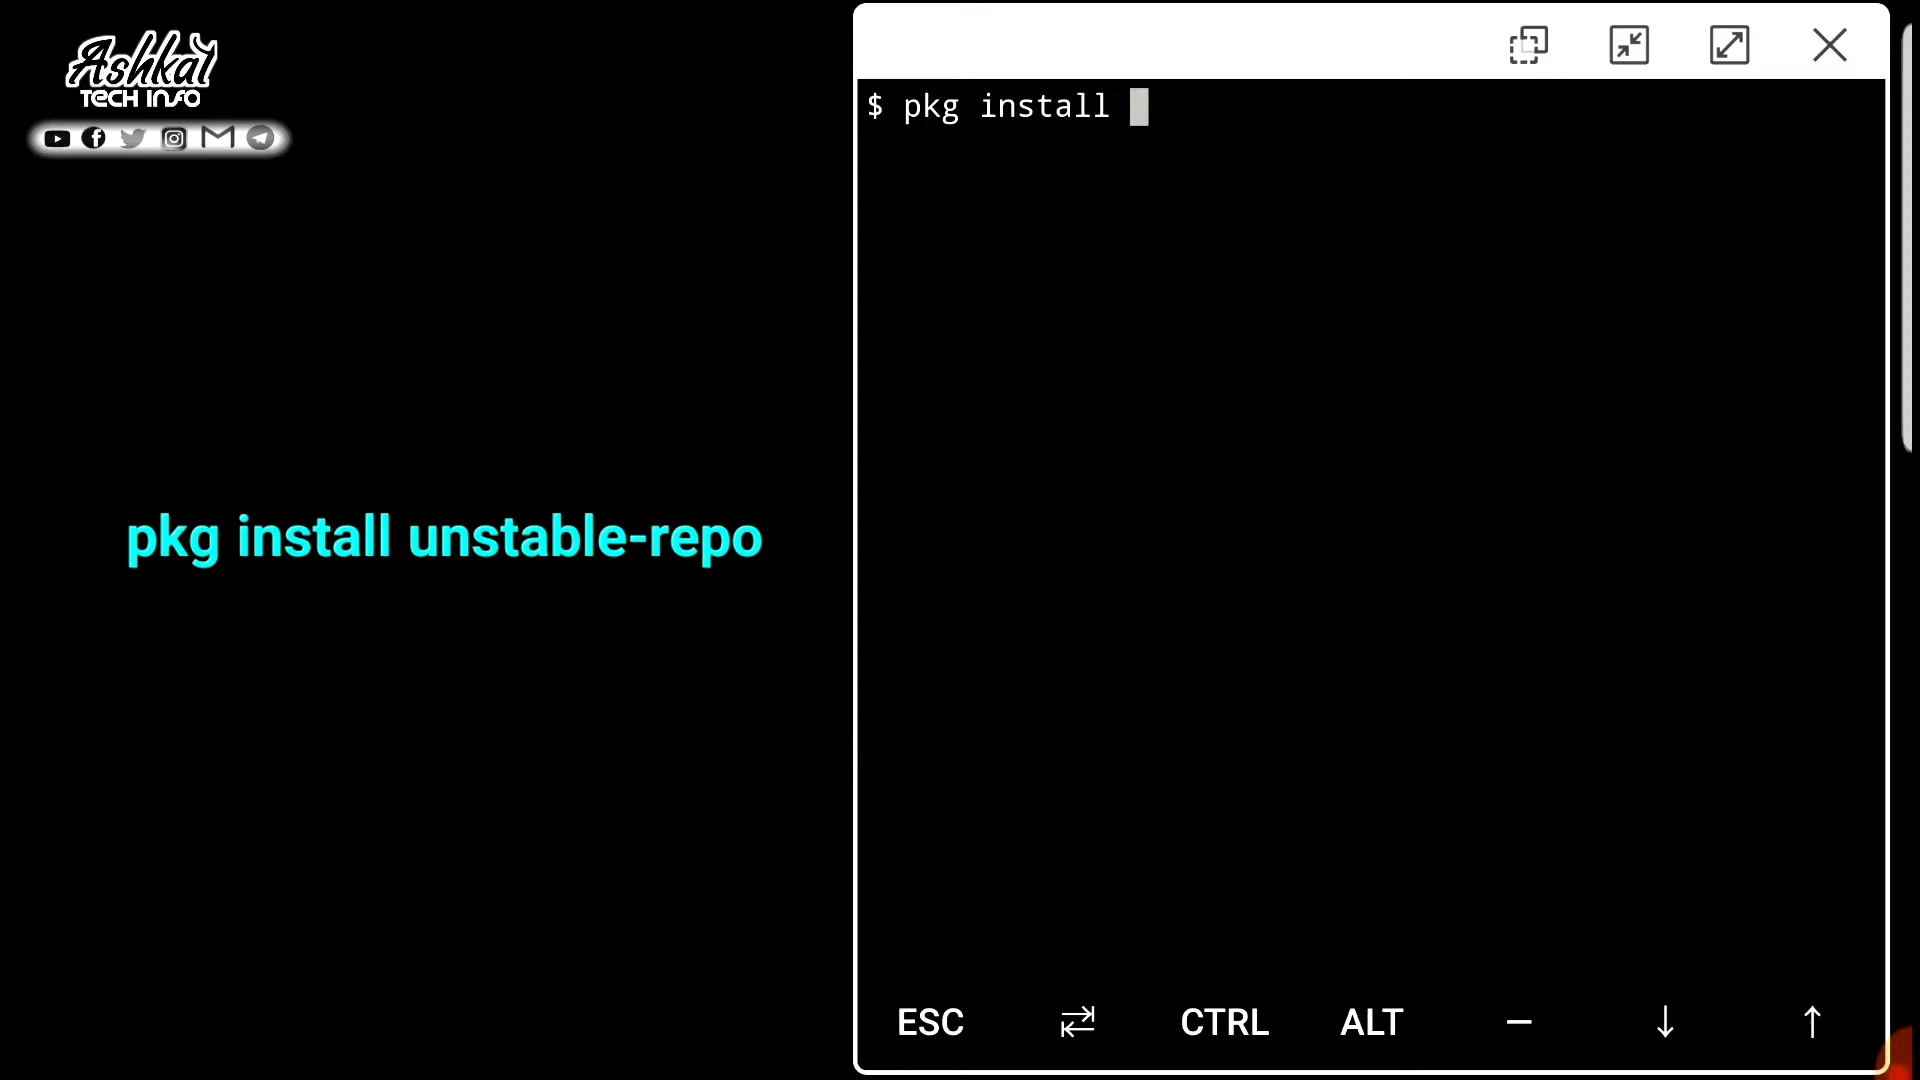 Ashkal
TECH INFO
pkg install unstable-repo
$ pkg install
ESC
CTRL
ALT